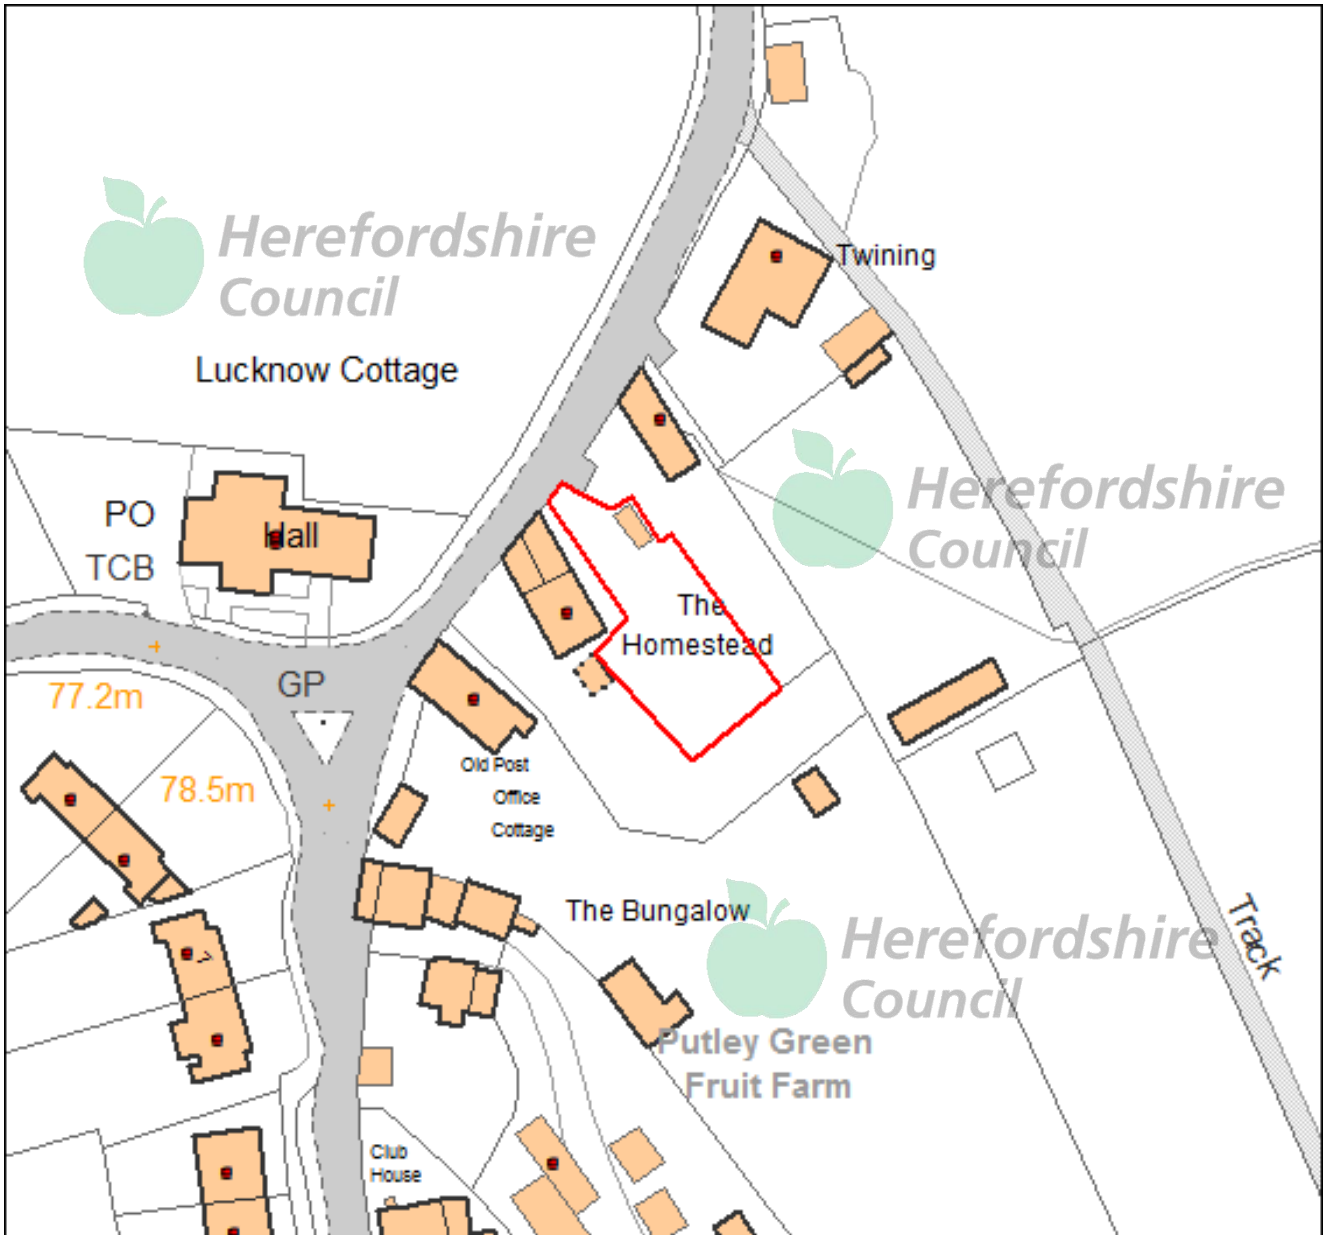 Herefordshire
Council
Twining
Lucknow Cottage
Herefordshire
Council
PO
Hall
TCB
The
Homestead
GP
77.2m
78.5m
Old Post
Office
Cottage
The Bungalow
Herefordshire
Council
Track
1
Putley Green
Fruit Farm
Club
House